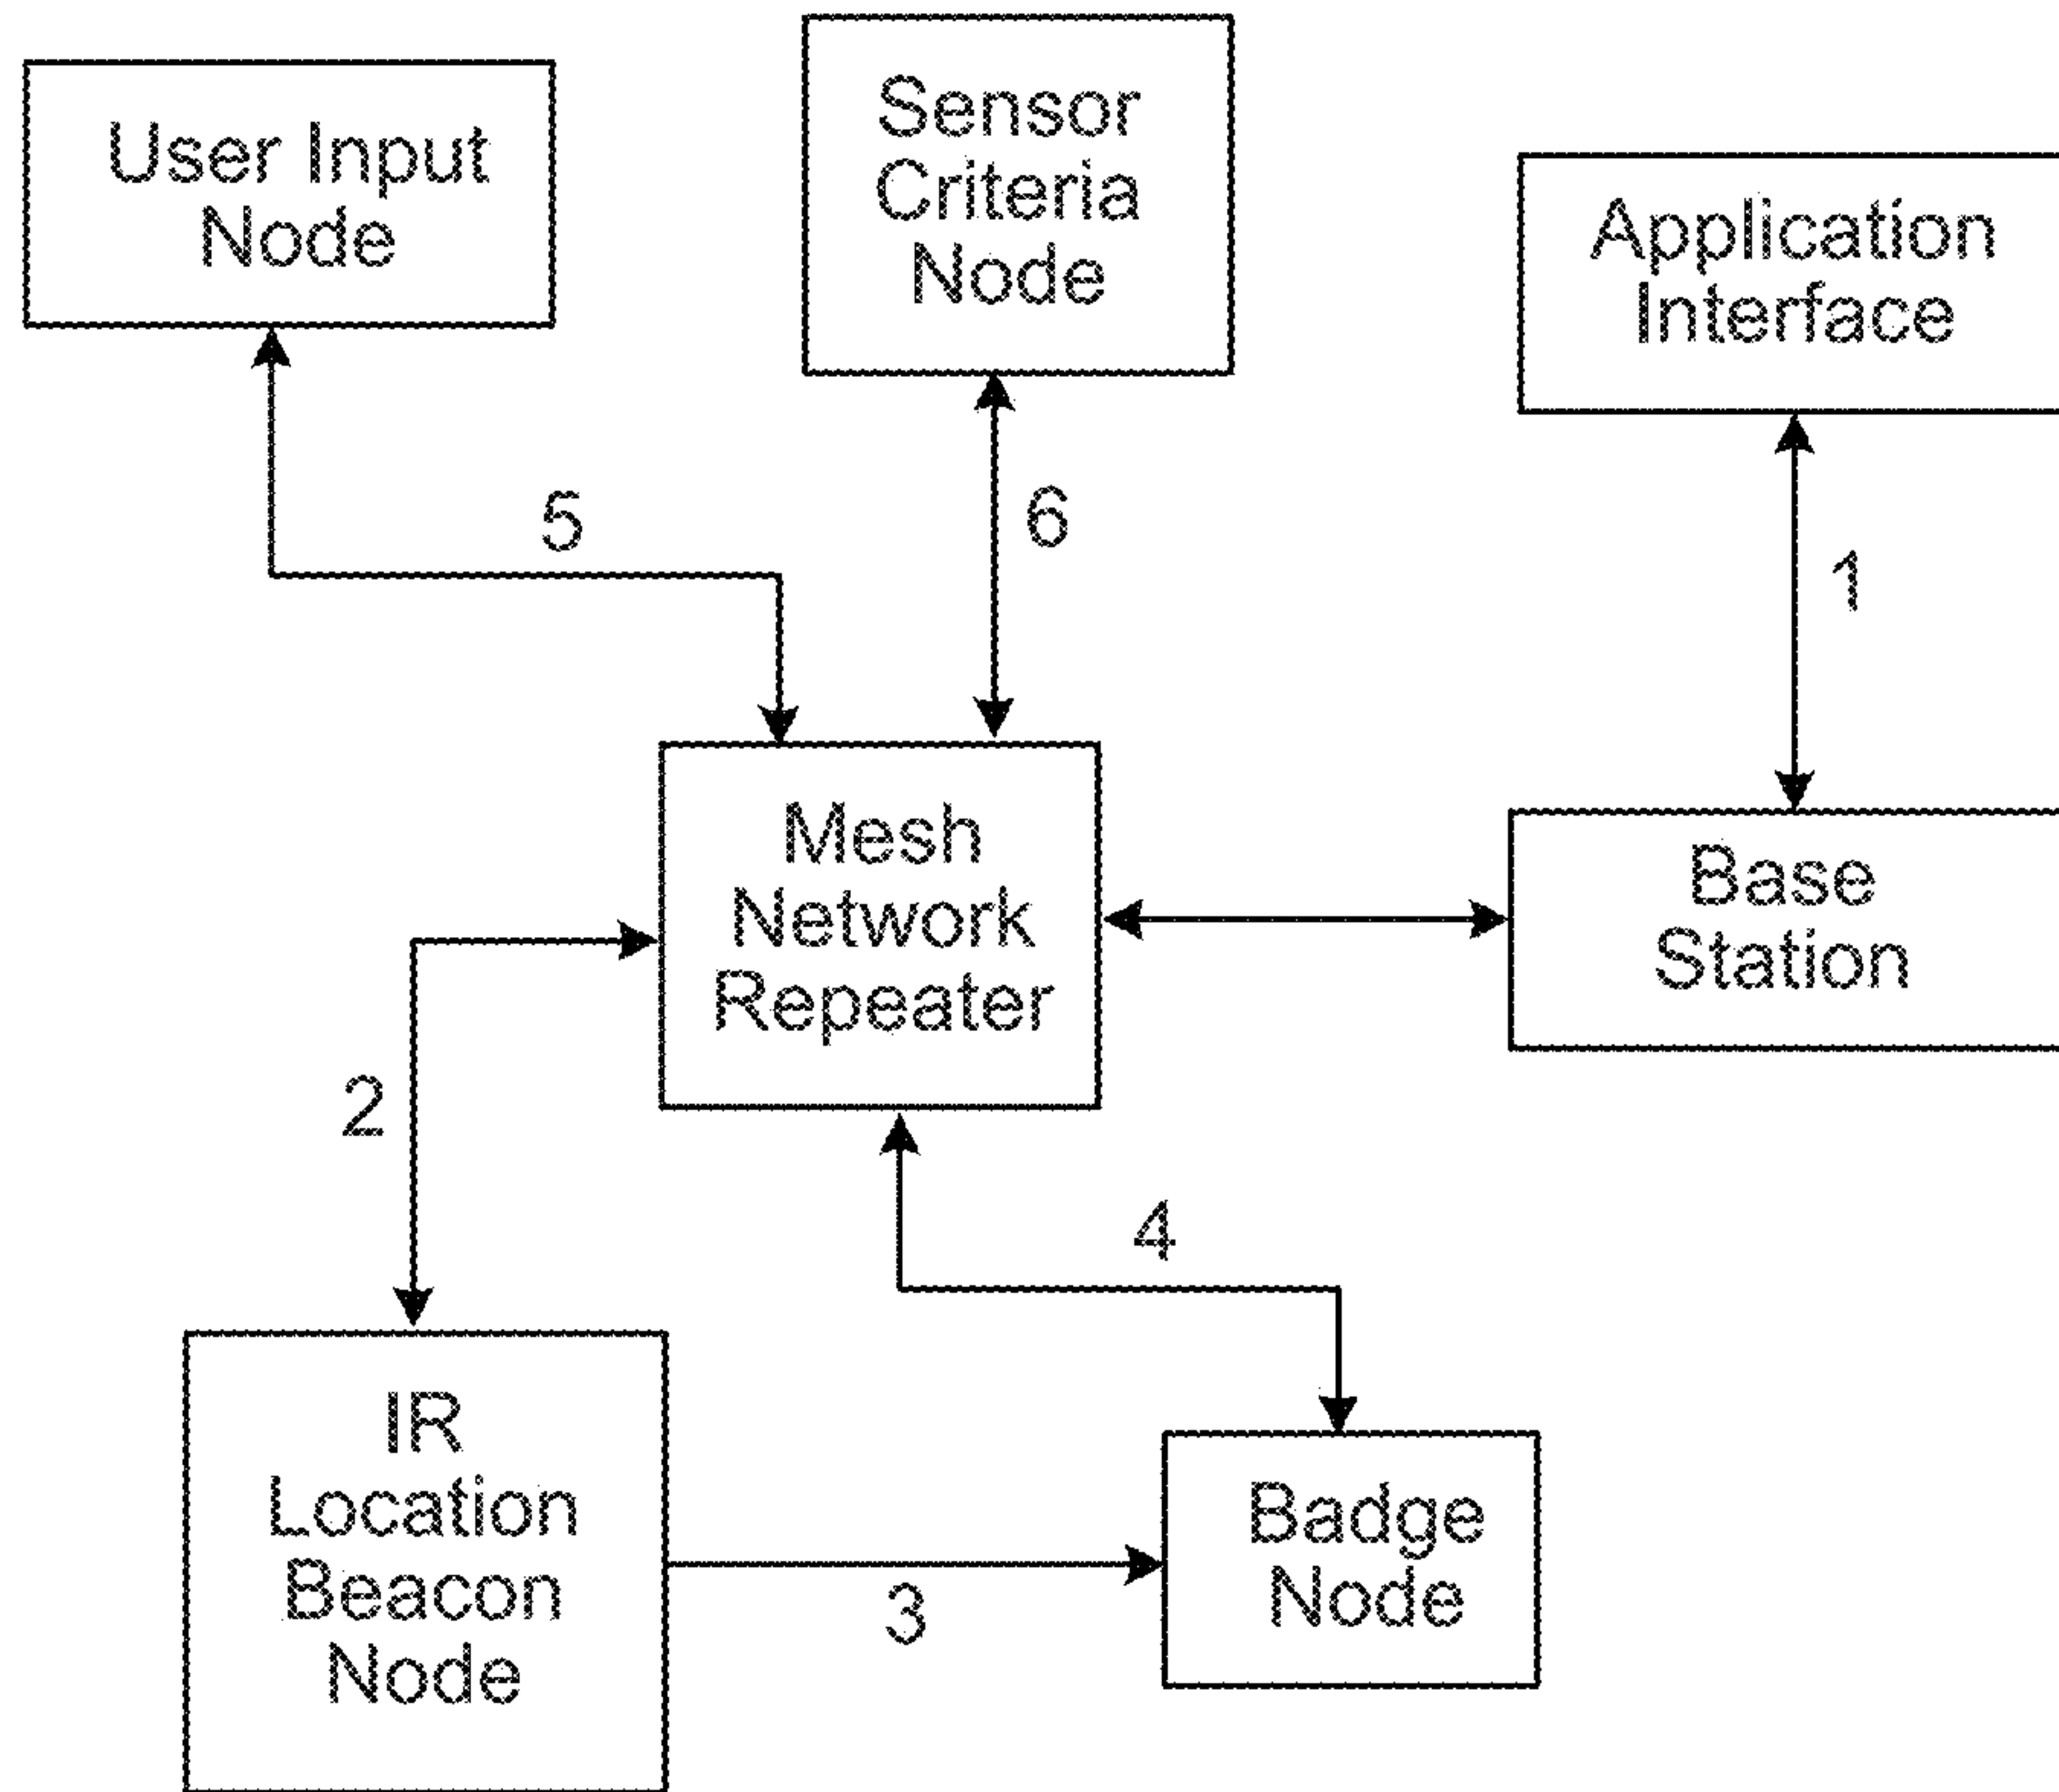 User Input
Node
Sensor
Criteria
Node
Application
Interface
5
6
1
Mesh
Network
Repeater
Base
Station
2
4
IR
Location
Beacon
Node
3
Badge
Node